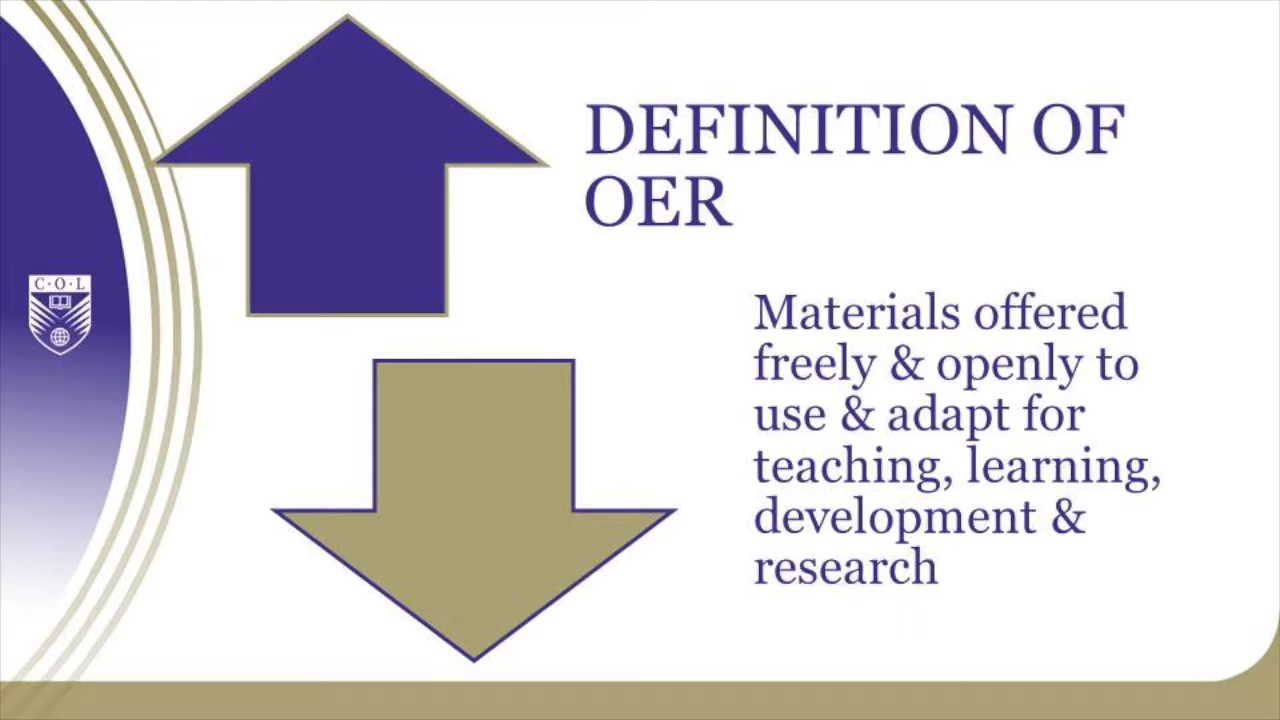 C·O·L
DEFINITION OF
OER
Materials offered
freely & openly to
use & adapt for
teaching, learning,
development &
research